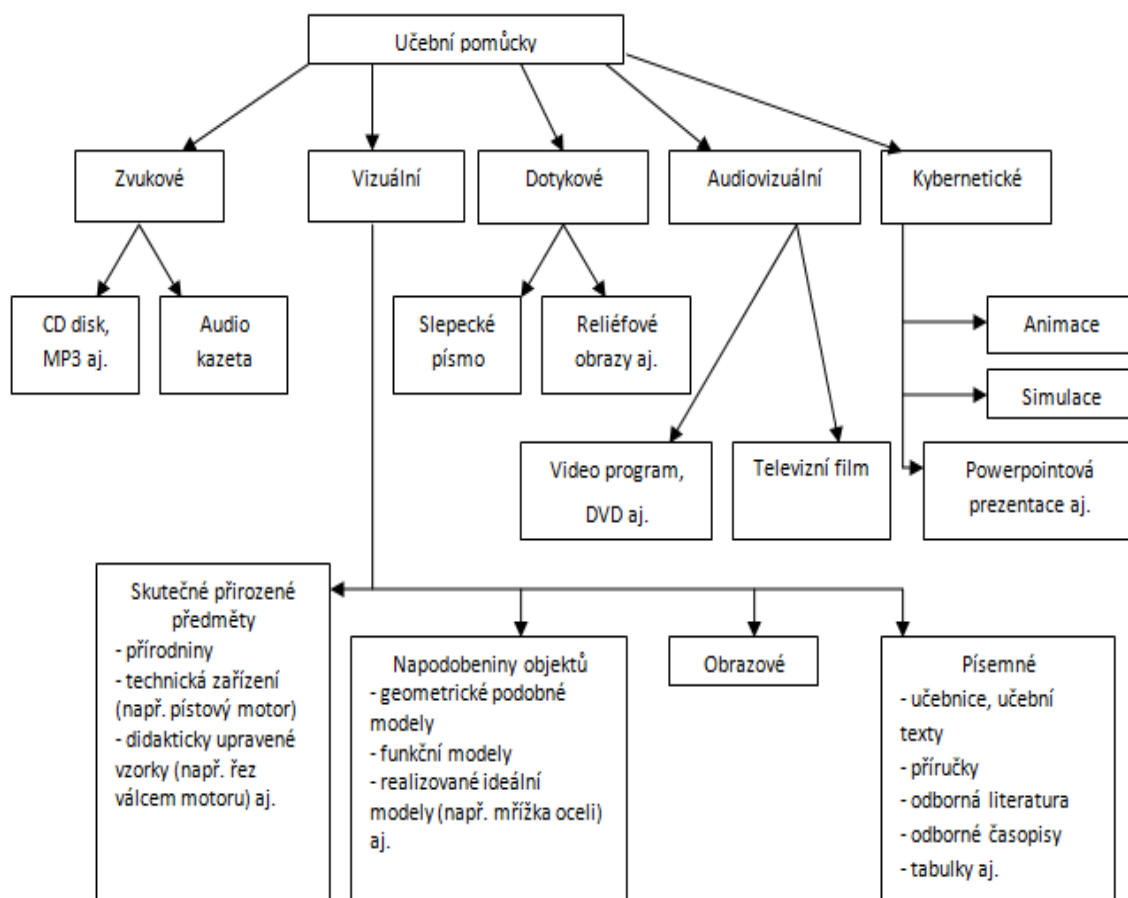 Učební pomůcky
Zvukové
Vizuální
Dotykové
Audiovizuální
Kybernetické
CD disk,
MP3 aj.
Audio
kazeta
Slepecké
písmo
Reliéfové
obrazy aj.
Animace
Simulace
Video program,
DVD aj.
Televizní film
Powerpointová
prezentace aj.
Skutečné přirozené
předměty
- přírodniny
- technická zařízení
(např. pístový motor)
- didakticky upravené
vzorky (např. řez
válcem motoru) aj.
Napodobeniny objektů
- geometrické podobné
modely
- funkční modely
- realizované ideální
modely (např. mřížka oceli)
aj.
Obrazové
Písemné
- učebnice, učební
texty
- příručky
- odborná literatura
- odborné časopisy
- tabulky aj.